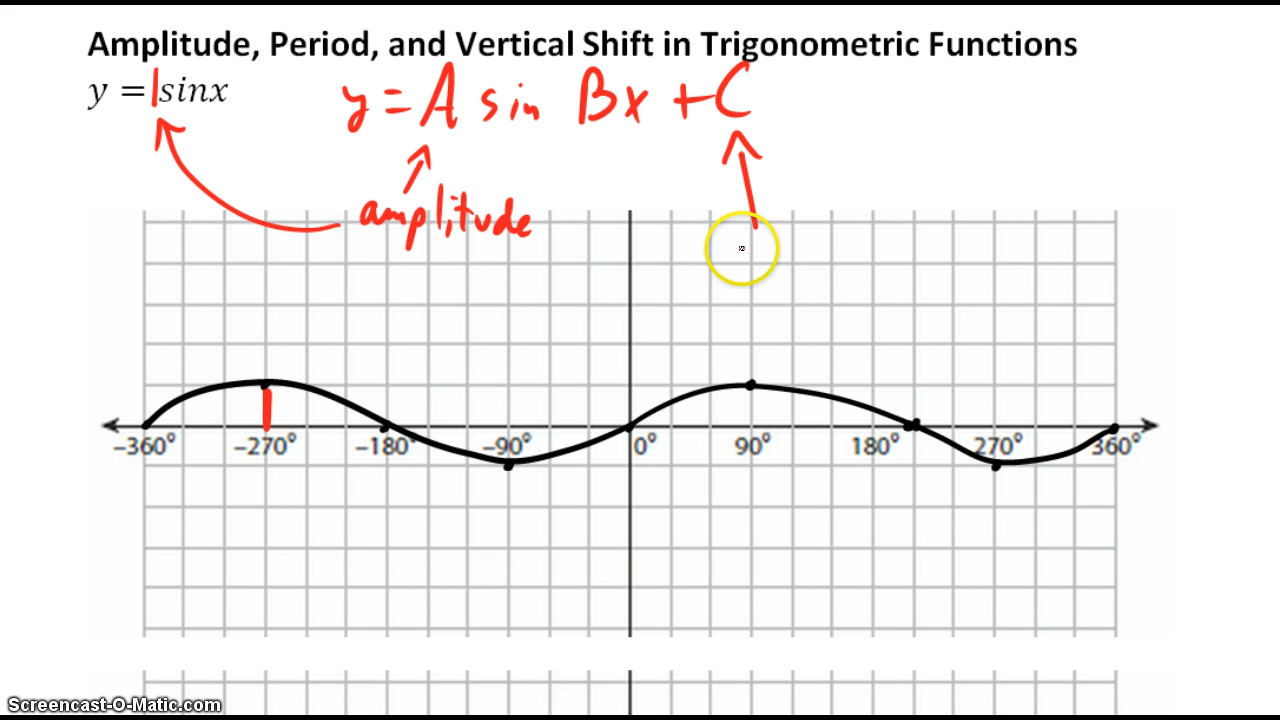 Amplitude, Period, and Vertical Shift in Trigonometric Functions
y = 1sinx
y = A sin Bx + C
amplitude
−360° −270° −180° −90° 0° 90° 180° 270° 360°
Screencast-O-Matic.com